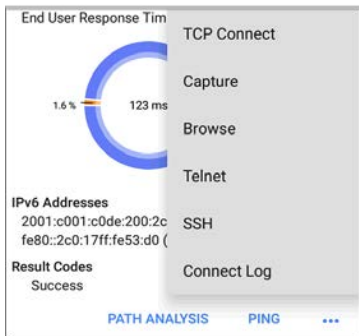 End User Response Tim
1.6 %
123 ms
IPv6 Addresses
2001:c001:c0de:200:2c
fe80::2c0:17ff:fe53:d0 (
Result Codes
Success
TCP Connect
Capture
Browse
Telnet
SSH
Connect Log
PATH ANALYSIS
PING
...